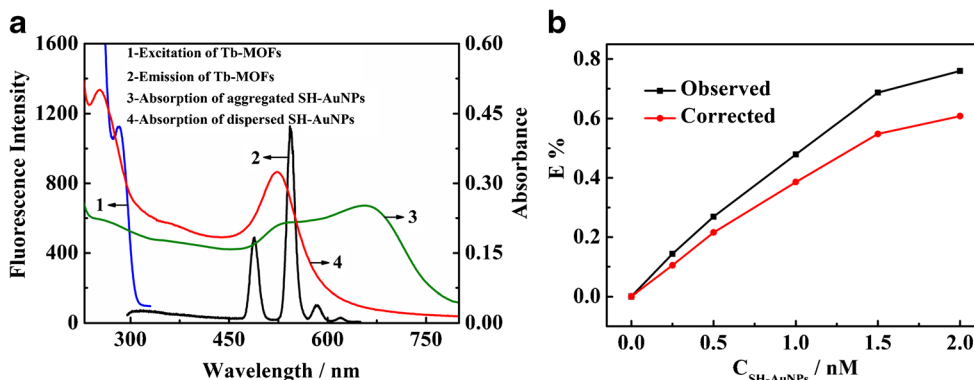 a
1600
1200
800
400
0
Fluorescence Intensity
1-Excitation of Tb-MOFs
2-Emission of Tb-MOFs
3-Absorption of aggregated SH-AuNPs
4-Absorption of dispersed SH-AuNPs
1
2
3
4
0.60
0.45
0.30
0.15
0.00
Absorbance
300
450
600
750
Wavelength / nm
b
0.8
0.6
0.4
0.2
0.0
E %
Observed
Corrected
0.0
0.5
1.0
1.5
2.0
C SH-AuNPs / nM